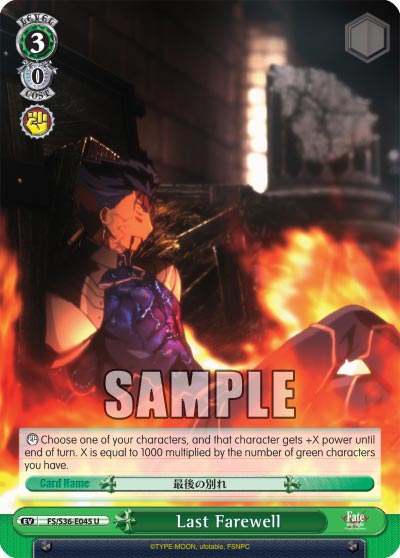 LEVEL
3
0
COST
SAMPLE
Choose one of your characters, and that character gets +X power until
end of turn. X is equal to 1000 multiplied by the number of green characters
you have.
Card Name
最後の別れ
EV FS/S36-E045 U
Last Farewell
Fate
stay night
©TYPE-MOON, ufotable, FSNPC